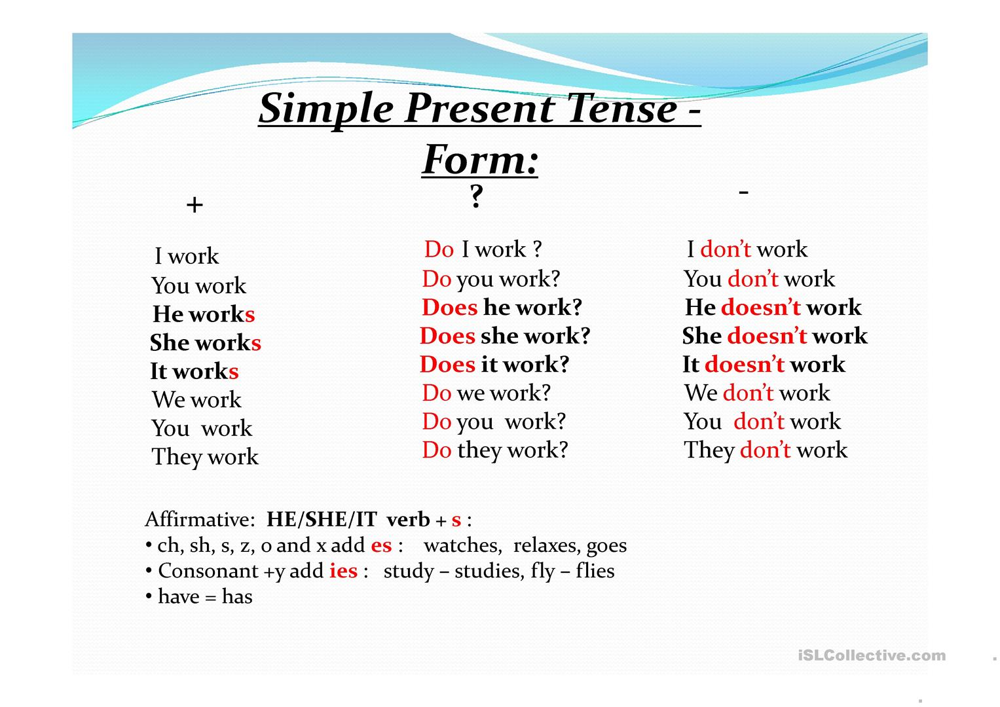 Simple Present Tense -
Form:
+
I work
You work
He works
She works
It works
We work
You work
They work
?
Do I work ?
Do you work?
Does he work?
Does she work?
Does it work?
Do we work?
Do you work?
Do they work?
-
I don't work
You don't work
He doesn't work
She doesn't work
It doesn't work
We don't work
You don't work
They don't work
Affirmative: HE/SHE/IT verb + s :
• ch, sh, s, z, o and x add es : watches, relaxes, goes
• Consonant +y add ies : study – studies, fly – flies
• have = has
iSLCollective.com